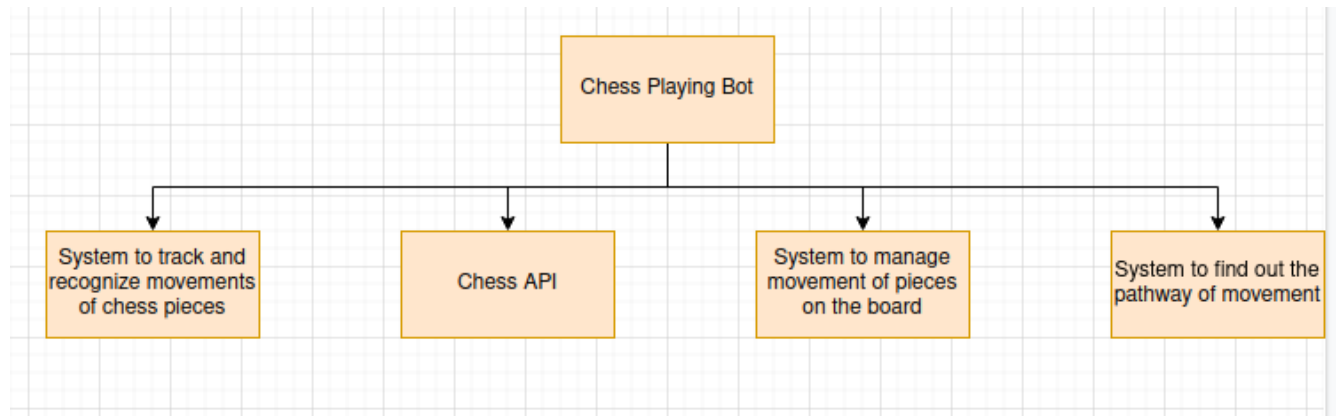 Chess Playing Bot
System to track and
recognize movements
of chess pieces
Chess API
System to manage
movement of pieces
on the board
System to find out the
pathway of movement